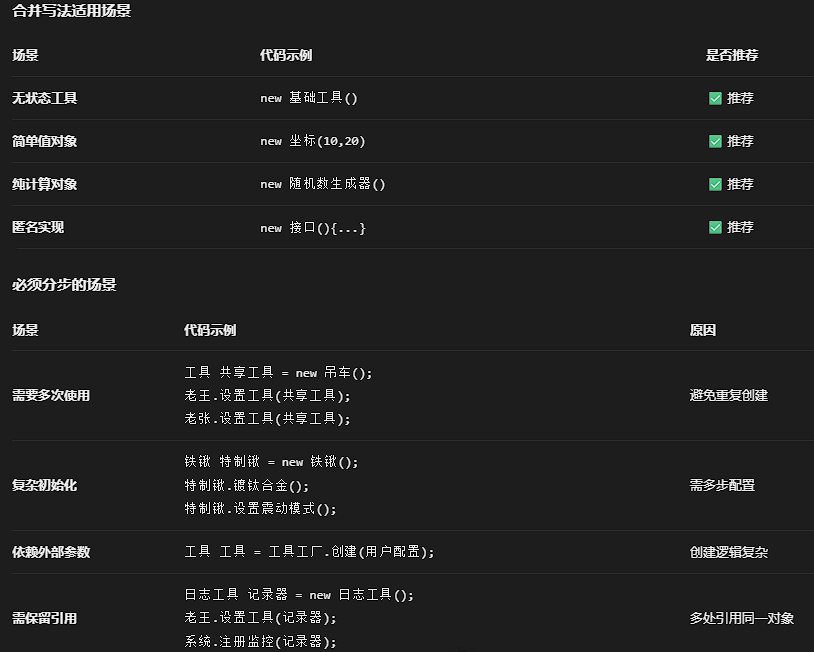 合并写法适用场景
场景 代码示例 是否推荐
无状态工具 new 基础工具() ✅ 推荐
简单值对象 new 坐标(10,20) ✅ 推荐
纯计算对象 new 随机数生成器() ✅ 推荐
匿名实现 new 接口(){...} ✅ 推荐
必须分步的场景
场景 代码示例 原因
工具 共享工具 = new 吊车();
需要多次使用 老王.设置工具(共享工具); 避免重复创建
老张.设置工具(共享工具);
铁锹 特制锹 = new 铁锹();
复杂初始化 特制锹.镀钛合金(); 需多步配置
特制锹.设置震动模式();
依赖外部参数 工具 工具 = 工具工厂.创建(用户配置); 创建逻辑复杂
日志工具 记录器 = new 日志工具();
需保留引用 老王.设置工具(记录器); 多处引用同一对象
系统.注册监控(记录器);